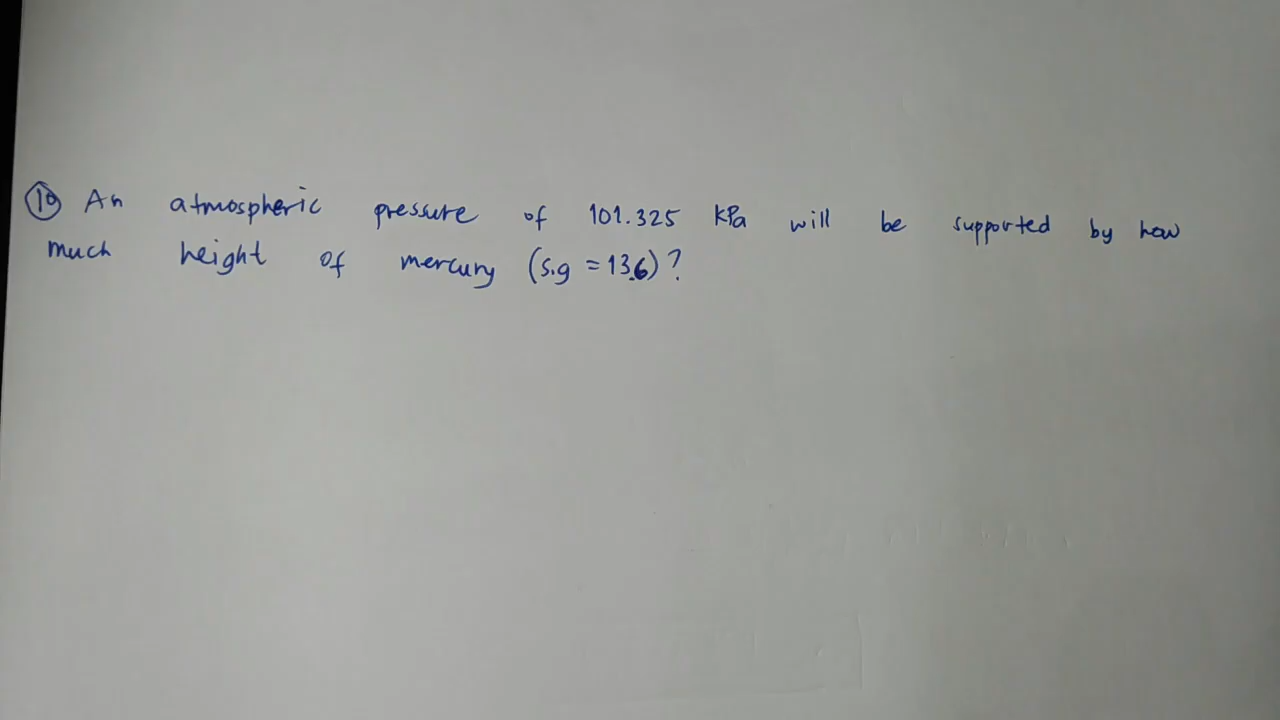 10 An atmospheric pressure of 101.325 kPa will be supported by how
much height of mercury (s.g = 13.6)?